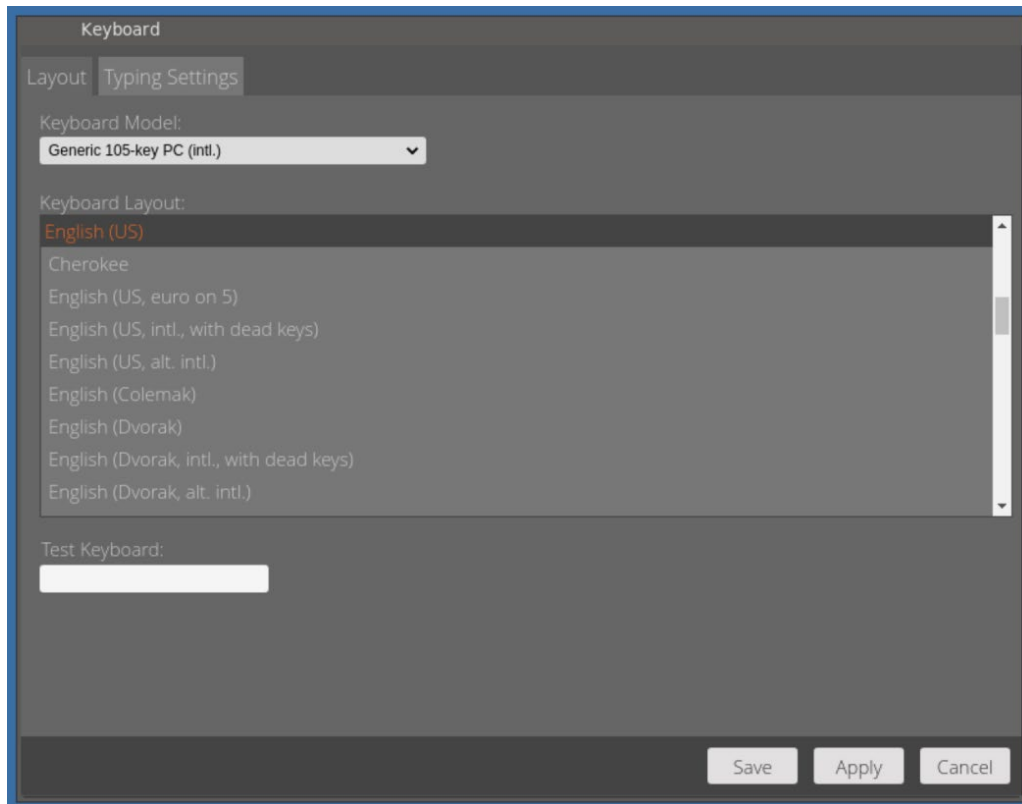 Keyboard
Layout Typing Settings
Keyboard Model:
Generic 105-key PC (intl.)
Keyboard Layout:
English (US)
Cherokee
English (US, euro on 5)
English (US, intl., with dead keys)
English (US, alt. intl.)
English (Colemak)
English (Dvorak)
English (Dvorak, intl., with dead keys)
English (Dvorak, alt. intl.)
Test Keyboard:
Save Apply Cancel